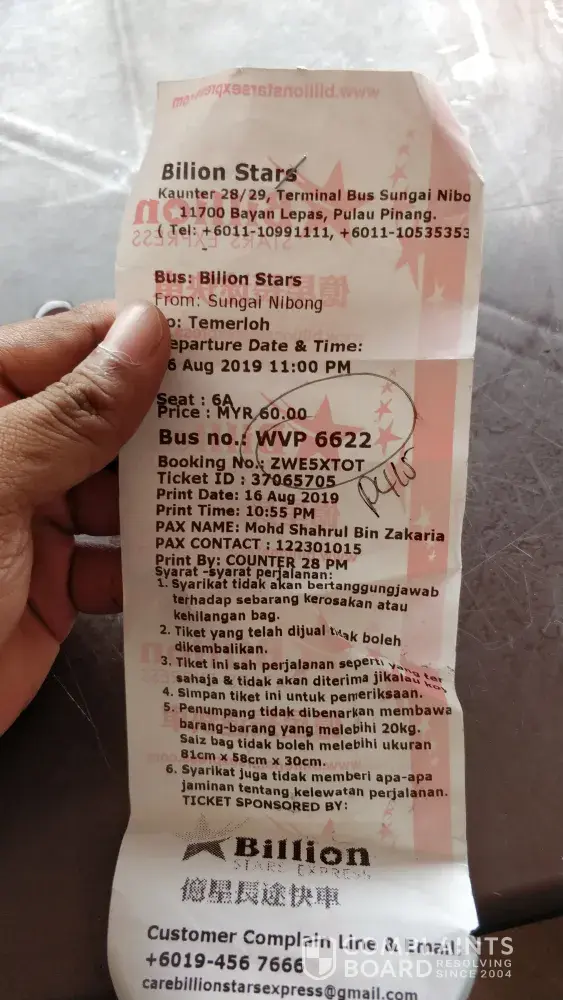 www.billionstarsexpress.com
Bilion Stars
Kaunter 28/29, Terminal Bus Sungai Nibo
11700 Bayan Lepas, Pulau Pinang.
( Tel: +6011-10991111, +6011-10535353
-
Bus: Bilion Stars
From: Sungai Nibong
o: Temerloh
eparture Date & Time:
6 Aug 2019 11:00 PM
Seat : 6A
Price : MYR 60.00
Bus no.: WVP 6622
Booking No.: ZWE5XTOT
Ticket ID : 37065705
Print Date: 16 Aug 2019
Print Time: 10:55 PM
PAX NAME: Mohd Shahrul Bin Zakaria
PAX CONTACT : 122301015
Print By: COUNTER 28 PM
Syarat -syarat perjalanan:
1. Syarikat tidak akan bertanggungjawab
terhadap sebarang kerosakan atau
kehilangan bag.
2. Tiket yang telah dijual tidak boleh
dikembalikan.
3. Tiket ini sah perjalanan seperti yang ter
sahaja & tidak akan diterima jikalau
4. Simpan tiket ini untuk pemeriksaan.
5. Penumpang tidak dibenarkan membawa
barang-barang yang melebihi 20kg.
Saiz bag tidak boleh melebihi ukuran
81cm x 58cm x 30cm.
6. Syarikat juga tidak memberi apa-apa
jaminan tentang kelewatan perjalanan.
TICKET SPONSORED BY:
Billion
STARS EXPRESS
億星長途快車
Customer Complain Line & Email:
+6019-456 7666
carebillionstarsexpress@gmail.com
COMPLAINTS
BOARD
RESOLVING
SINCE 2004